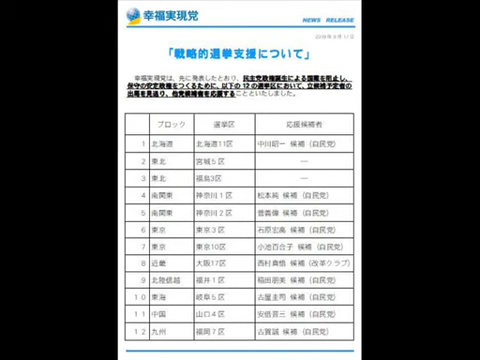 幸福実現党
NEWS RELEASE
「戦略的選挙支援について」
幸福実現党は、先に発表したとおり、民主党政権誕生による国難を阻止し、
保守の安定政権をつくるために、以下の12の選挙区において、立候補予定者の
出馬を見送り、他党候補者を応援することといたしました。
ブロック 選挙区 応援候補者
1 北海道 北海道11区 中川昭一 候補（自民党）
2 東北 宮城5区 ―
3 東北 福島3区 ―
4 南関東 神奈川1区 松本純 候補（自民党）
5 南関東 神奈川2区 菅義偉 候補（自民党）
6 東京 東京3区 石原宏高 候補（自民党）
7 東京 東京10区 小池百合子 候補（自民党）
8 近畿 大阪17区 西村真悟 候補（改革クラブ）
9 北陸信越 福井1区 稲田朋美 候補（自民党）
10 東海 岐阜5区 古屋圭司 候補（自民党）
11 中国 山口4区 安倍晋三 候補（自民党）
12 九州 福岡7区 古賀誠 候補（自民党）